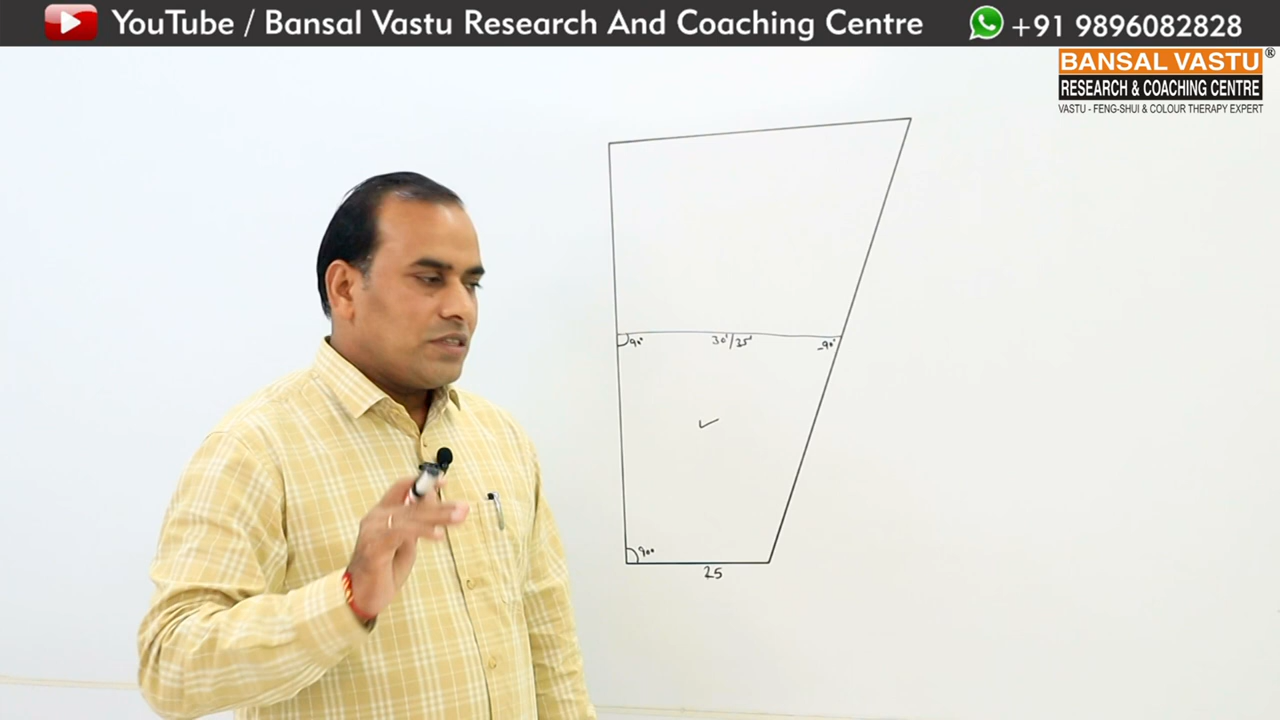 YouTube / Bansal Vastu Research And Coaching Centre
+91 9896082828
BANSAL VASTU®
RESEARCH & COACHING CENTRE
VASTU - FENG-SHUI & COLOUR THERAPY EXPERT
90° 30'/35' -90°
90°
25